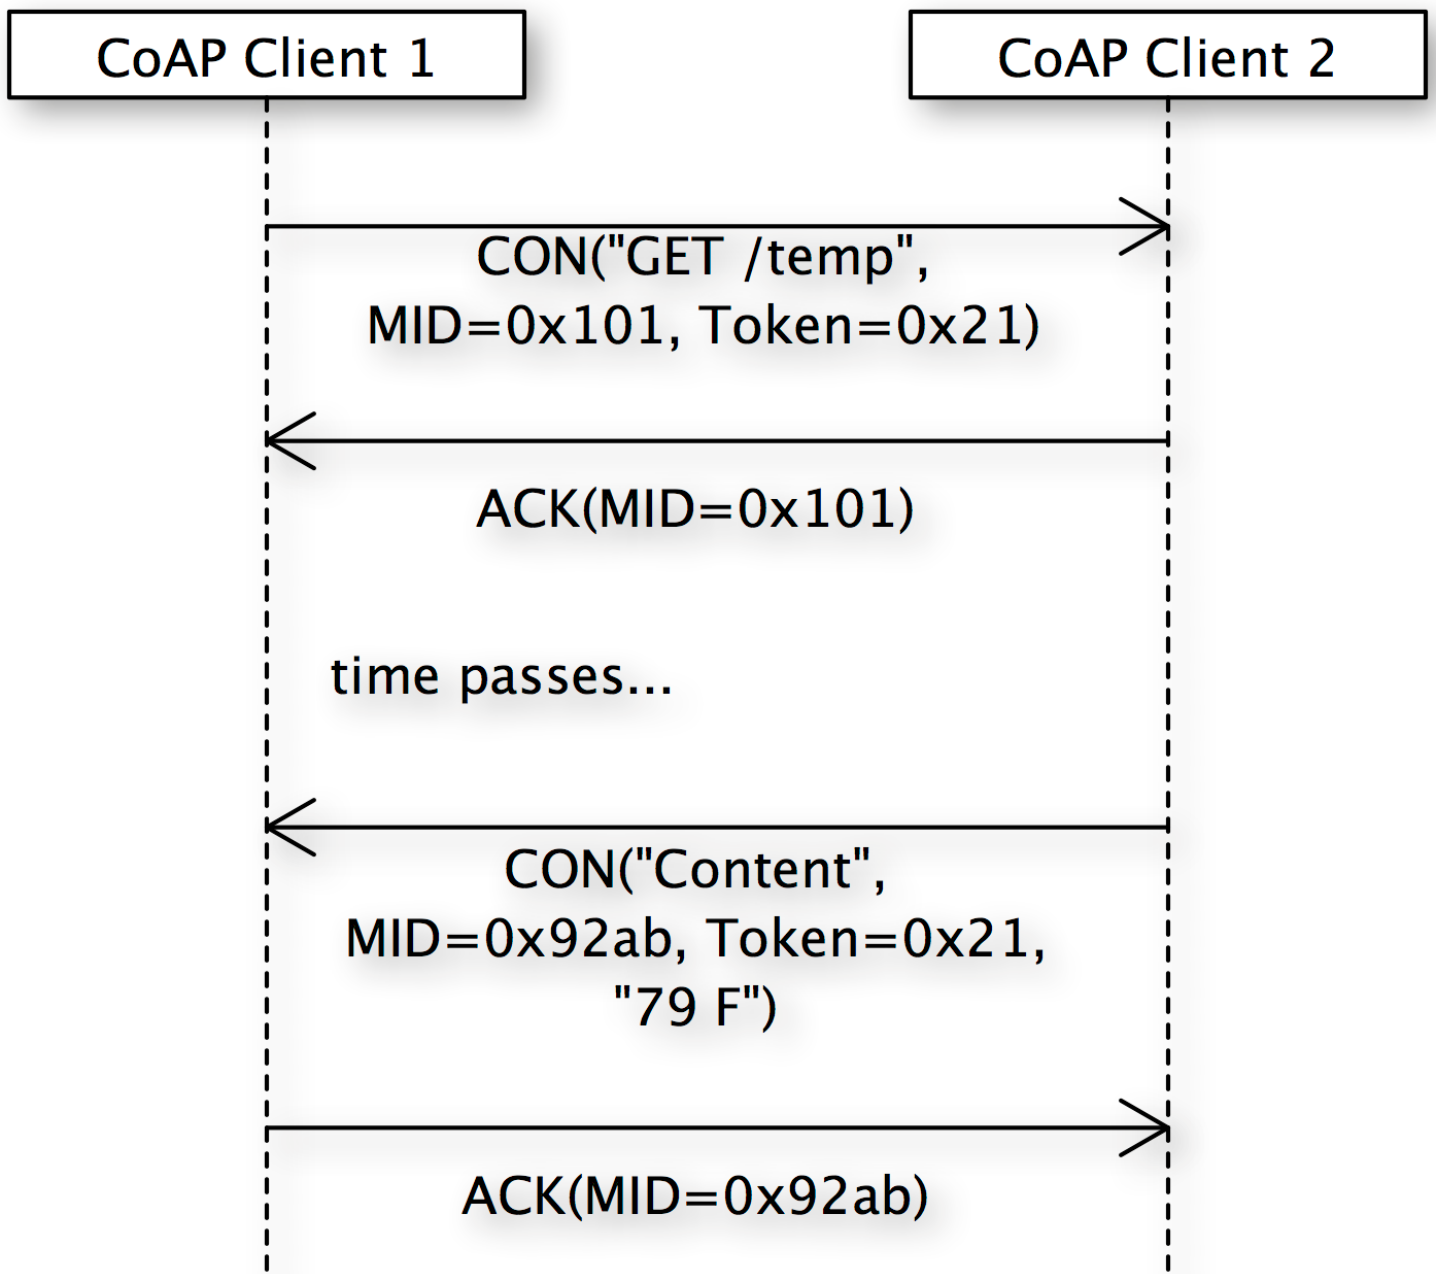 CoAP Client 1
CoAP Client 2
CON("GET /temp",
MID=0x101, Token=0x21)
ACK(MID=0x101)
time passes...
CON("Content",
MID=0x92ab, Token=0x21,
"79 F")
ACK(MID=0x92ab)